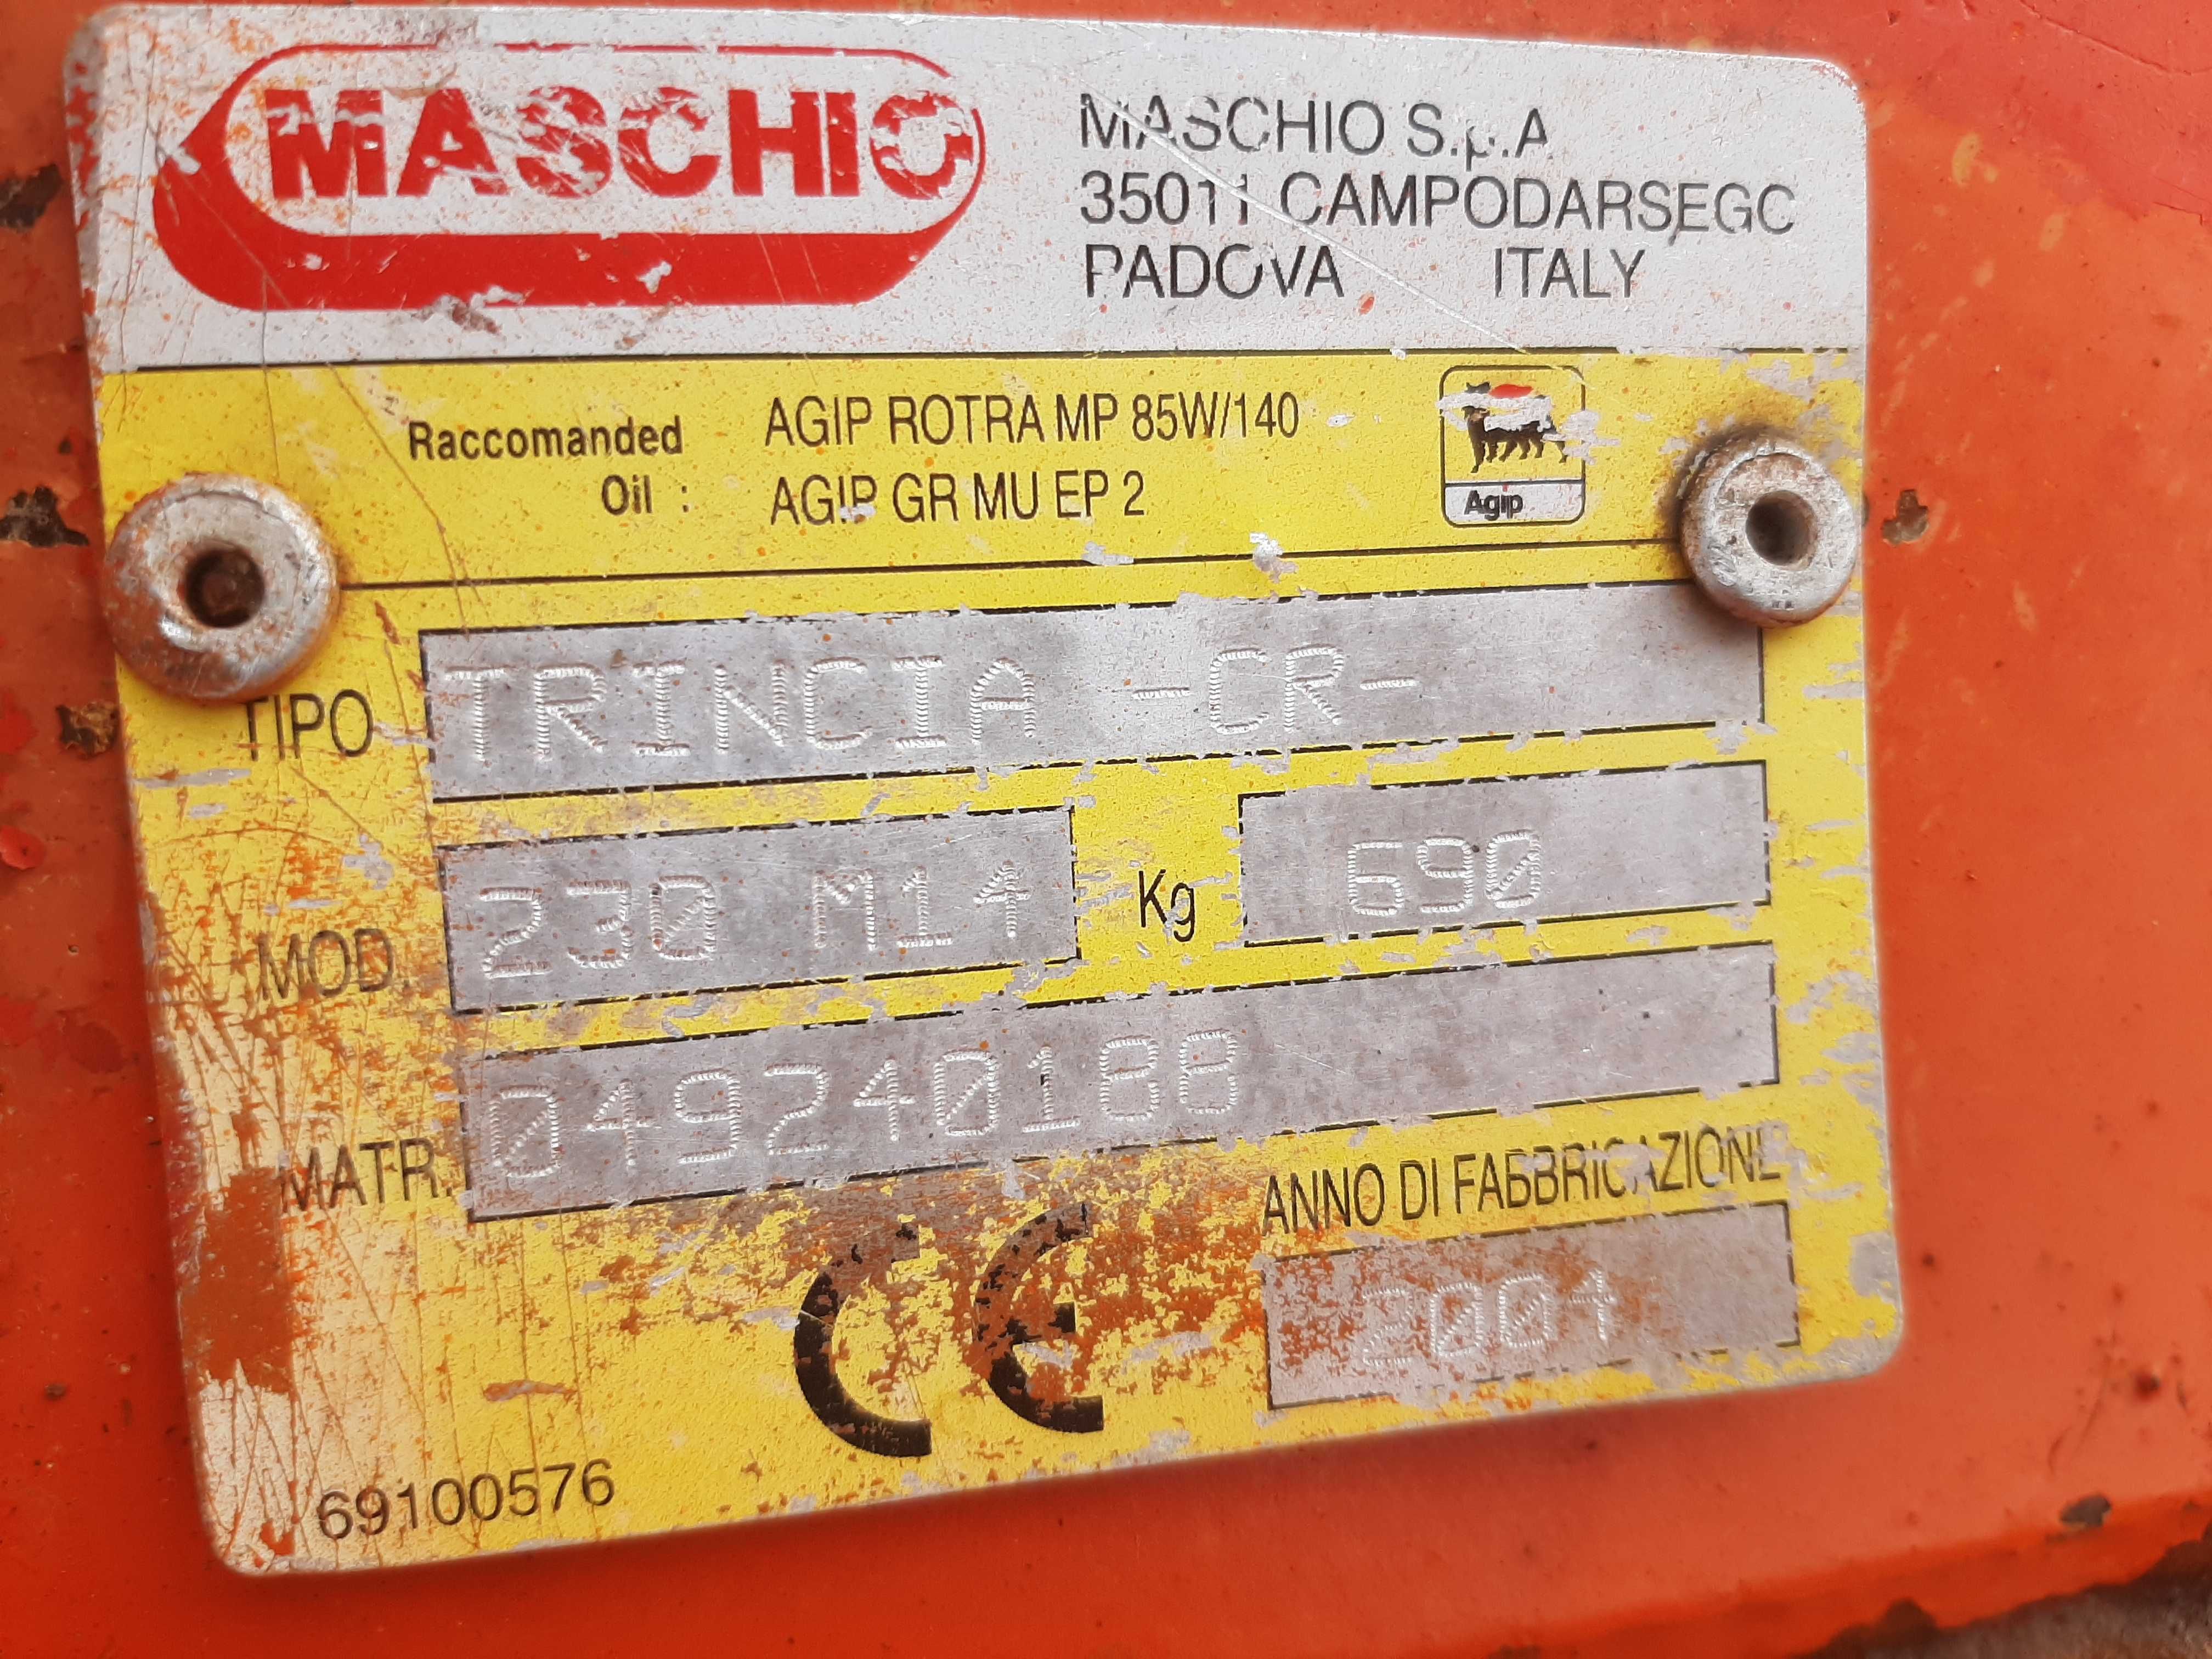 MASCHIO
MASCHIO S.p.A
35011 CAMPODARSEGO
PADOVA ITALY
Raccomanded
Oil :
AGIP ROTRA MP 85W/140
AGIP GR MU EP 2
Agip
TIPO TRINCIA -CR-
MOD. 230 M14 Kg 690
MATR. 049240188
ANNO DI FABBRICAZIONE
CE 2004
69100576